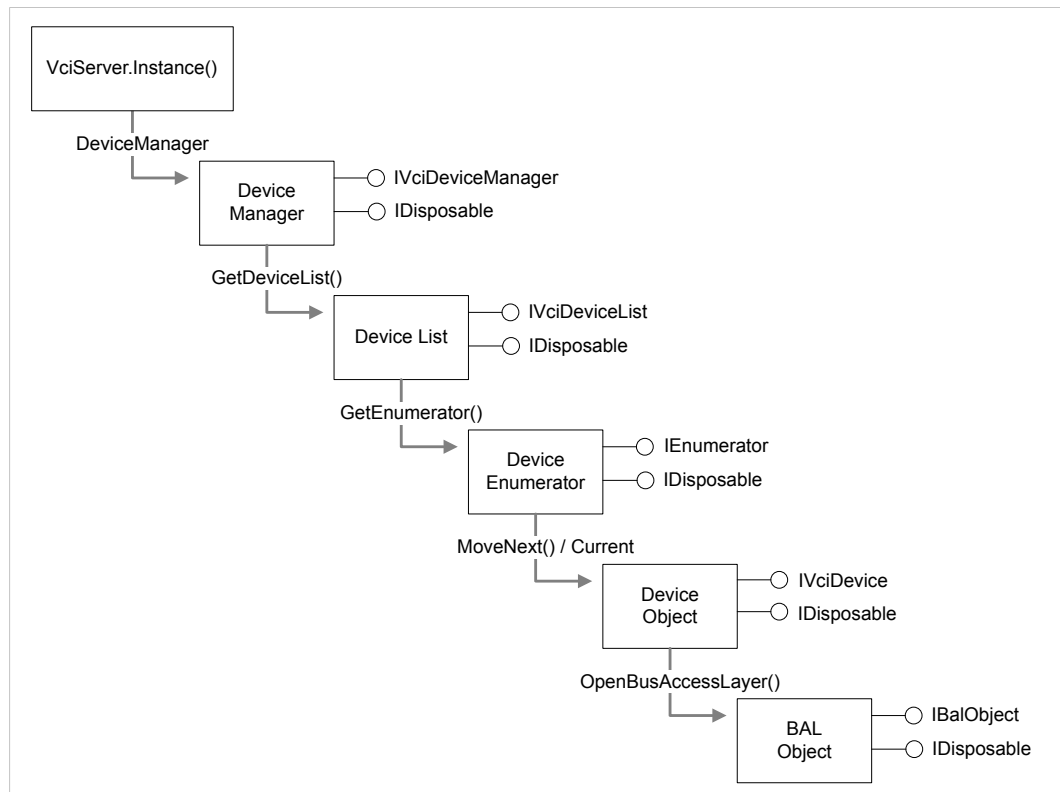 VciServer.Instance()
DeviceManager
Device
Manager
IVciDeviceManager
IDisposable
GetDeviceList()
Device List
IVciDeviceList
IDisposable
GetEnumerator()
Device
Enumerator
IEnumerator
IDisposable
MoveNext() / Current
Device
Object
IVciDevice
IDisposable
OpenBusAccessLayer()
BAL
Object
IBalObject
IDisposable